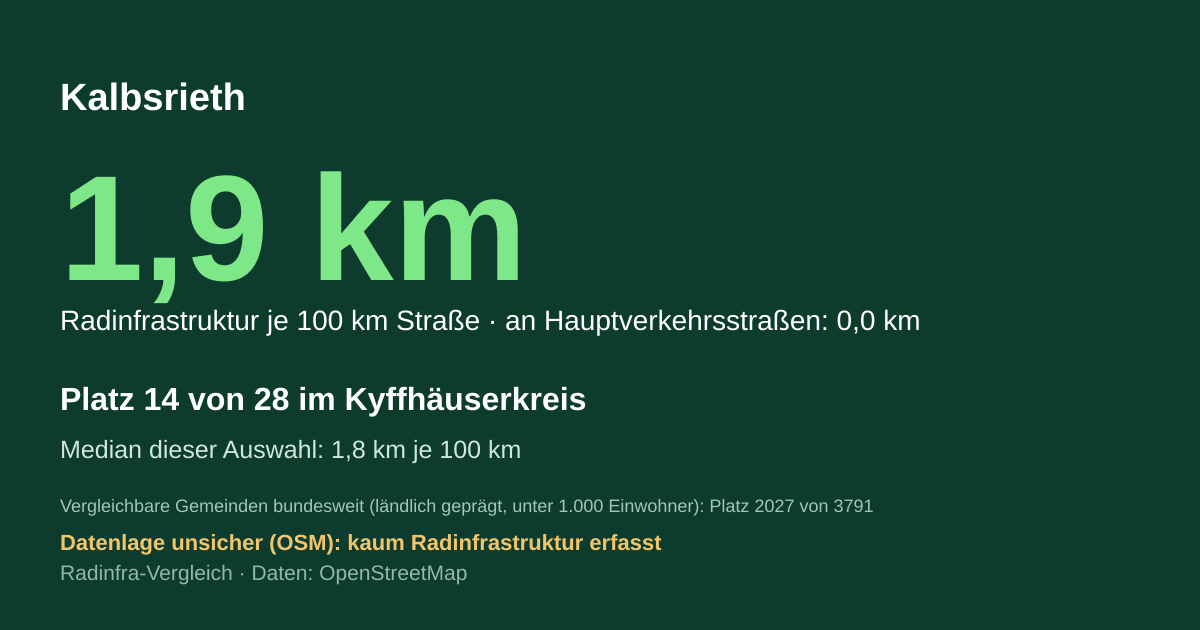 Kalbsrieth
1,9 km
Radinfrastruktur je 100 km Straße · an Hauptverkehrsstraßen: 0,0 km
Platz 14 von 28 im Kyffhäuserkreis
Median dieser Auswahl: 1,8 km je 100 km
Vergleichbare Gemeinden bundesweit (ländlich geprägt, unter 1.000 Einwohner): Platz 2027 von 3791
Datenlage unsicher (OSM): kaum Radinfrastruktur erfasst
Radinfra-Vergleich · Daten: OpenStreetMap